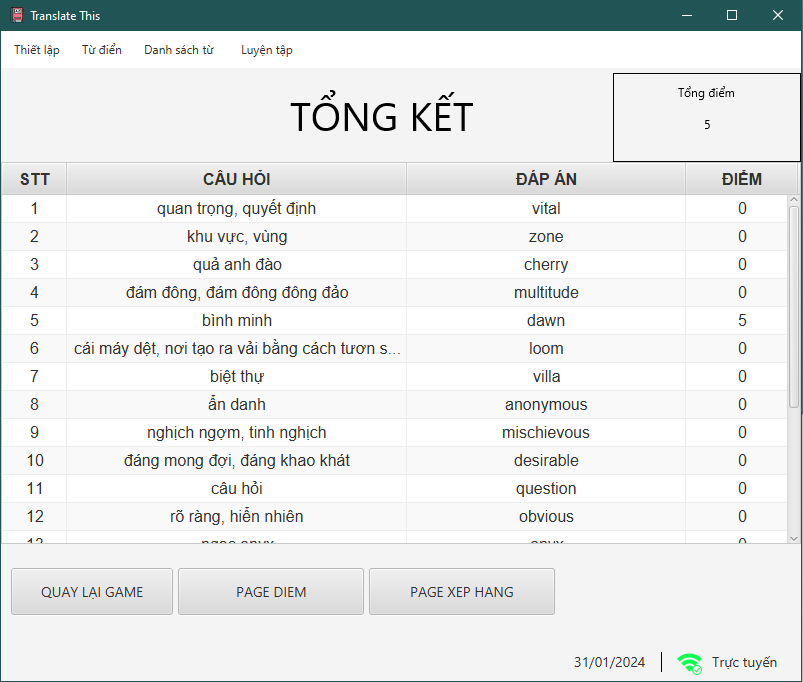 Translate This
Thiết lập Từ điển Danh sách từ Luyện tập
TỔNG KẾT
Tổng điểm
5
STT CÂU HỎI ĐÁP ÁN ĐIỂM
1 quan trọng, quyết định vital 0
2 khu vực, vùng zone 0
3 quả anh đào cherry 0
4 đám đông, đám đông đông đảo multitude 0
5 bình minh dawn 5
6 cái máy dệt, nơi tạo ra vải bằng cách tươn s... loom 0
7 biệt thự villa 0
8 ẩn danh anonymous 0
9 nghịch ngợm, tinh nghịch mischievous 0
10 đáng mong đợi, đáng khao khát desirable 0
11 câu hỏi question 0
12 rõ ràng, hiển nhiên obvious 0
QUAY LẠI GAME PAGE DIEM PAGE XEP HANG
31/01/2024 Trực tuyến